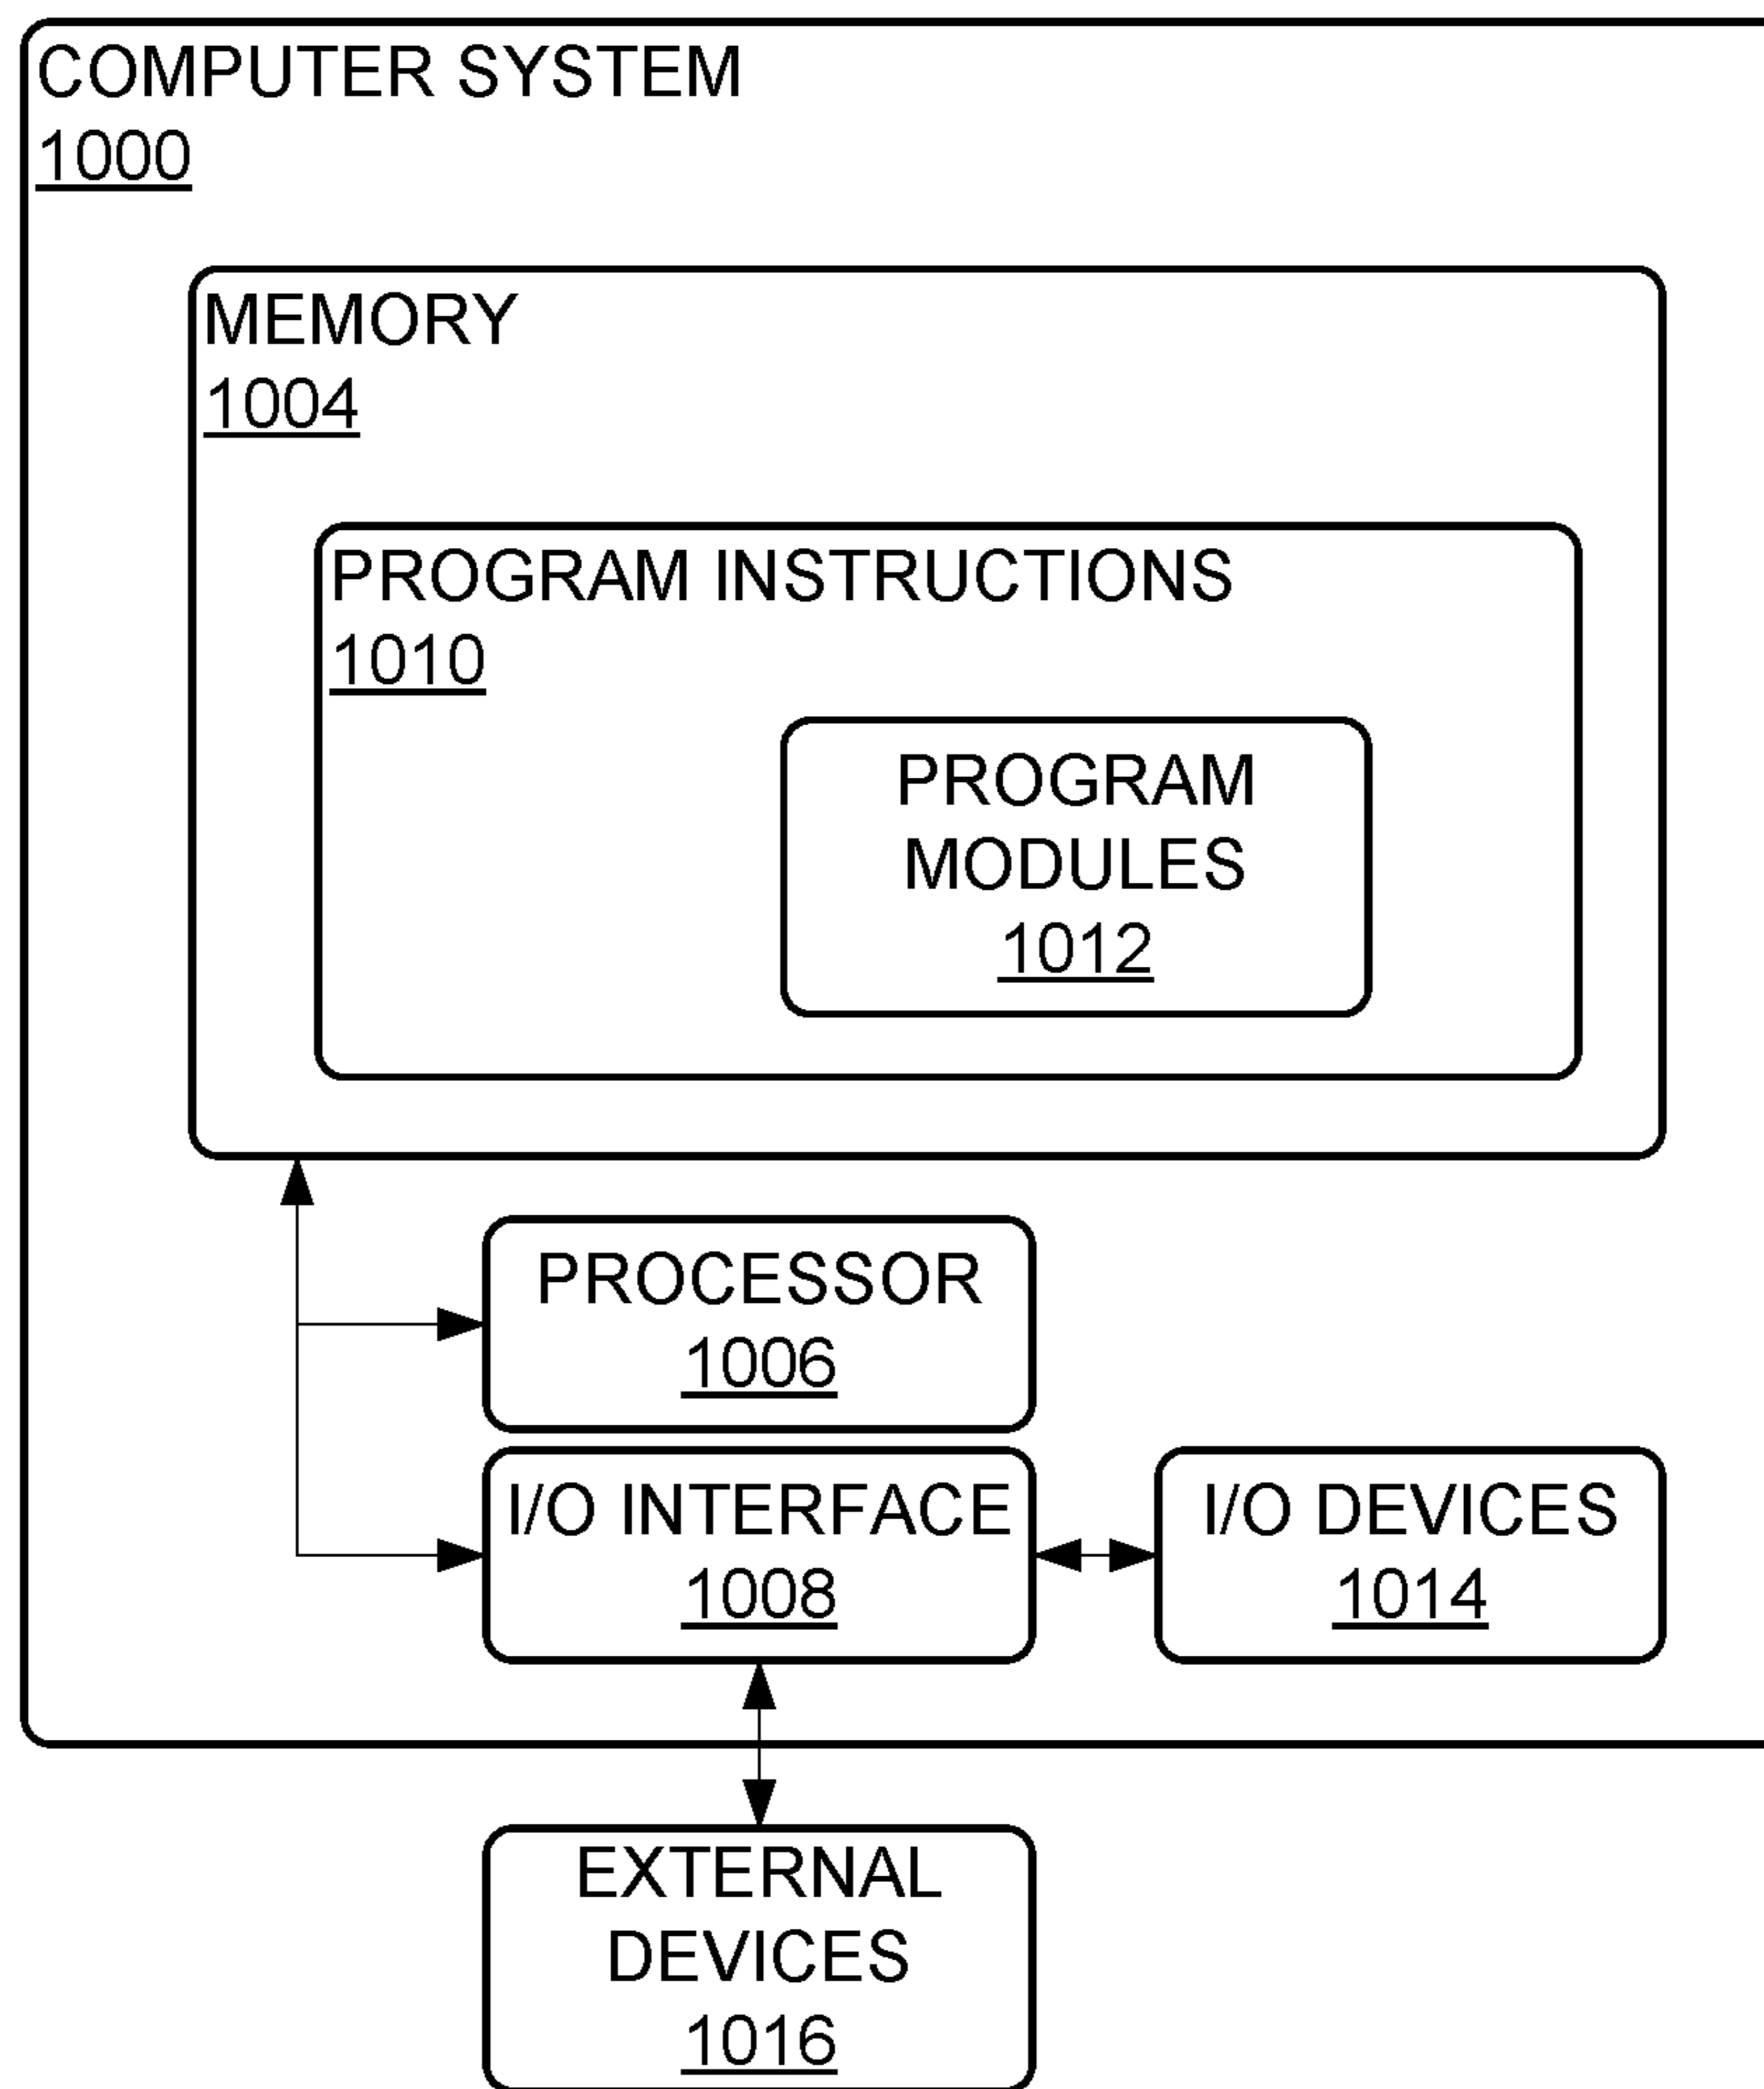 COMPUTER SYSTEM
1000
MEMORY
1004
PROGRAM INSTRUCTIONS
1010
PROGRAM
MODULES
1012
PROCESSOR
1006
I/O INTERFACE
1008
I/O DEVICES
1014
EXTERNAL
DEVICES
1016